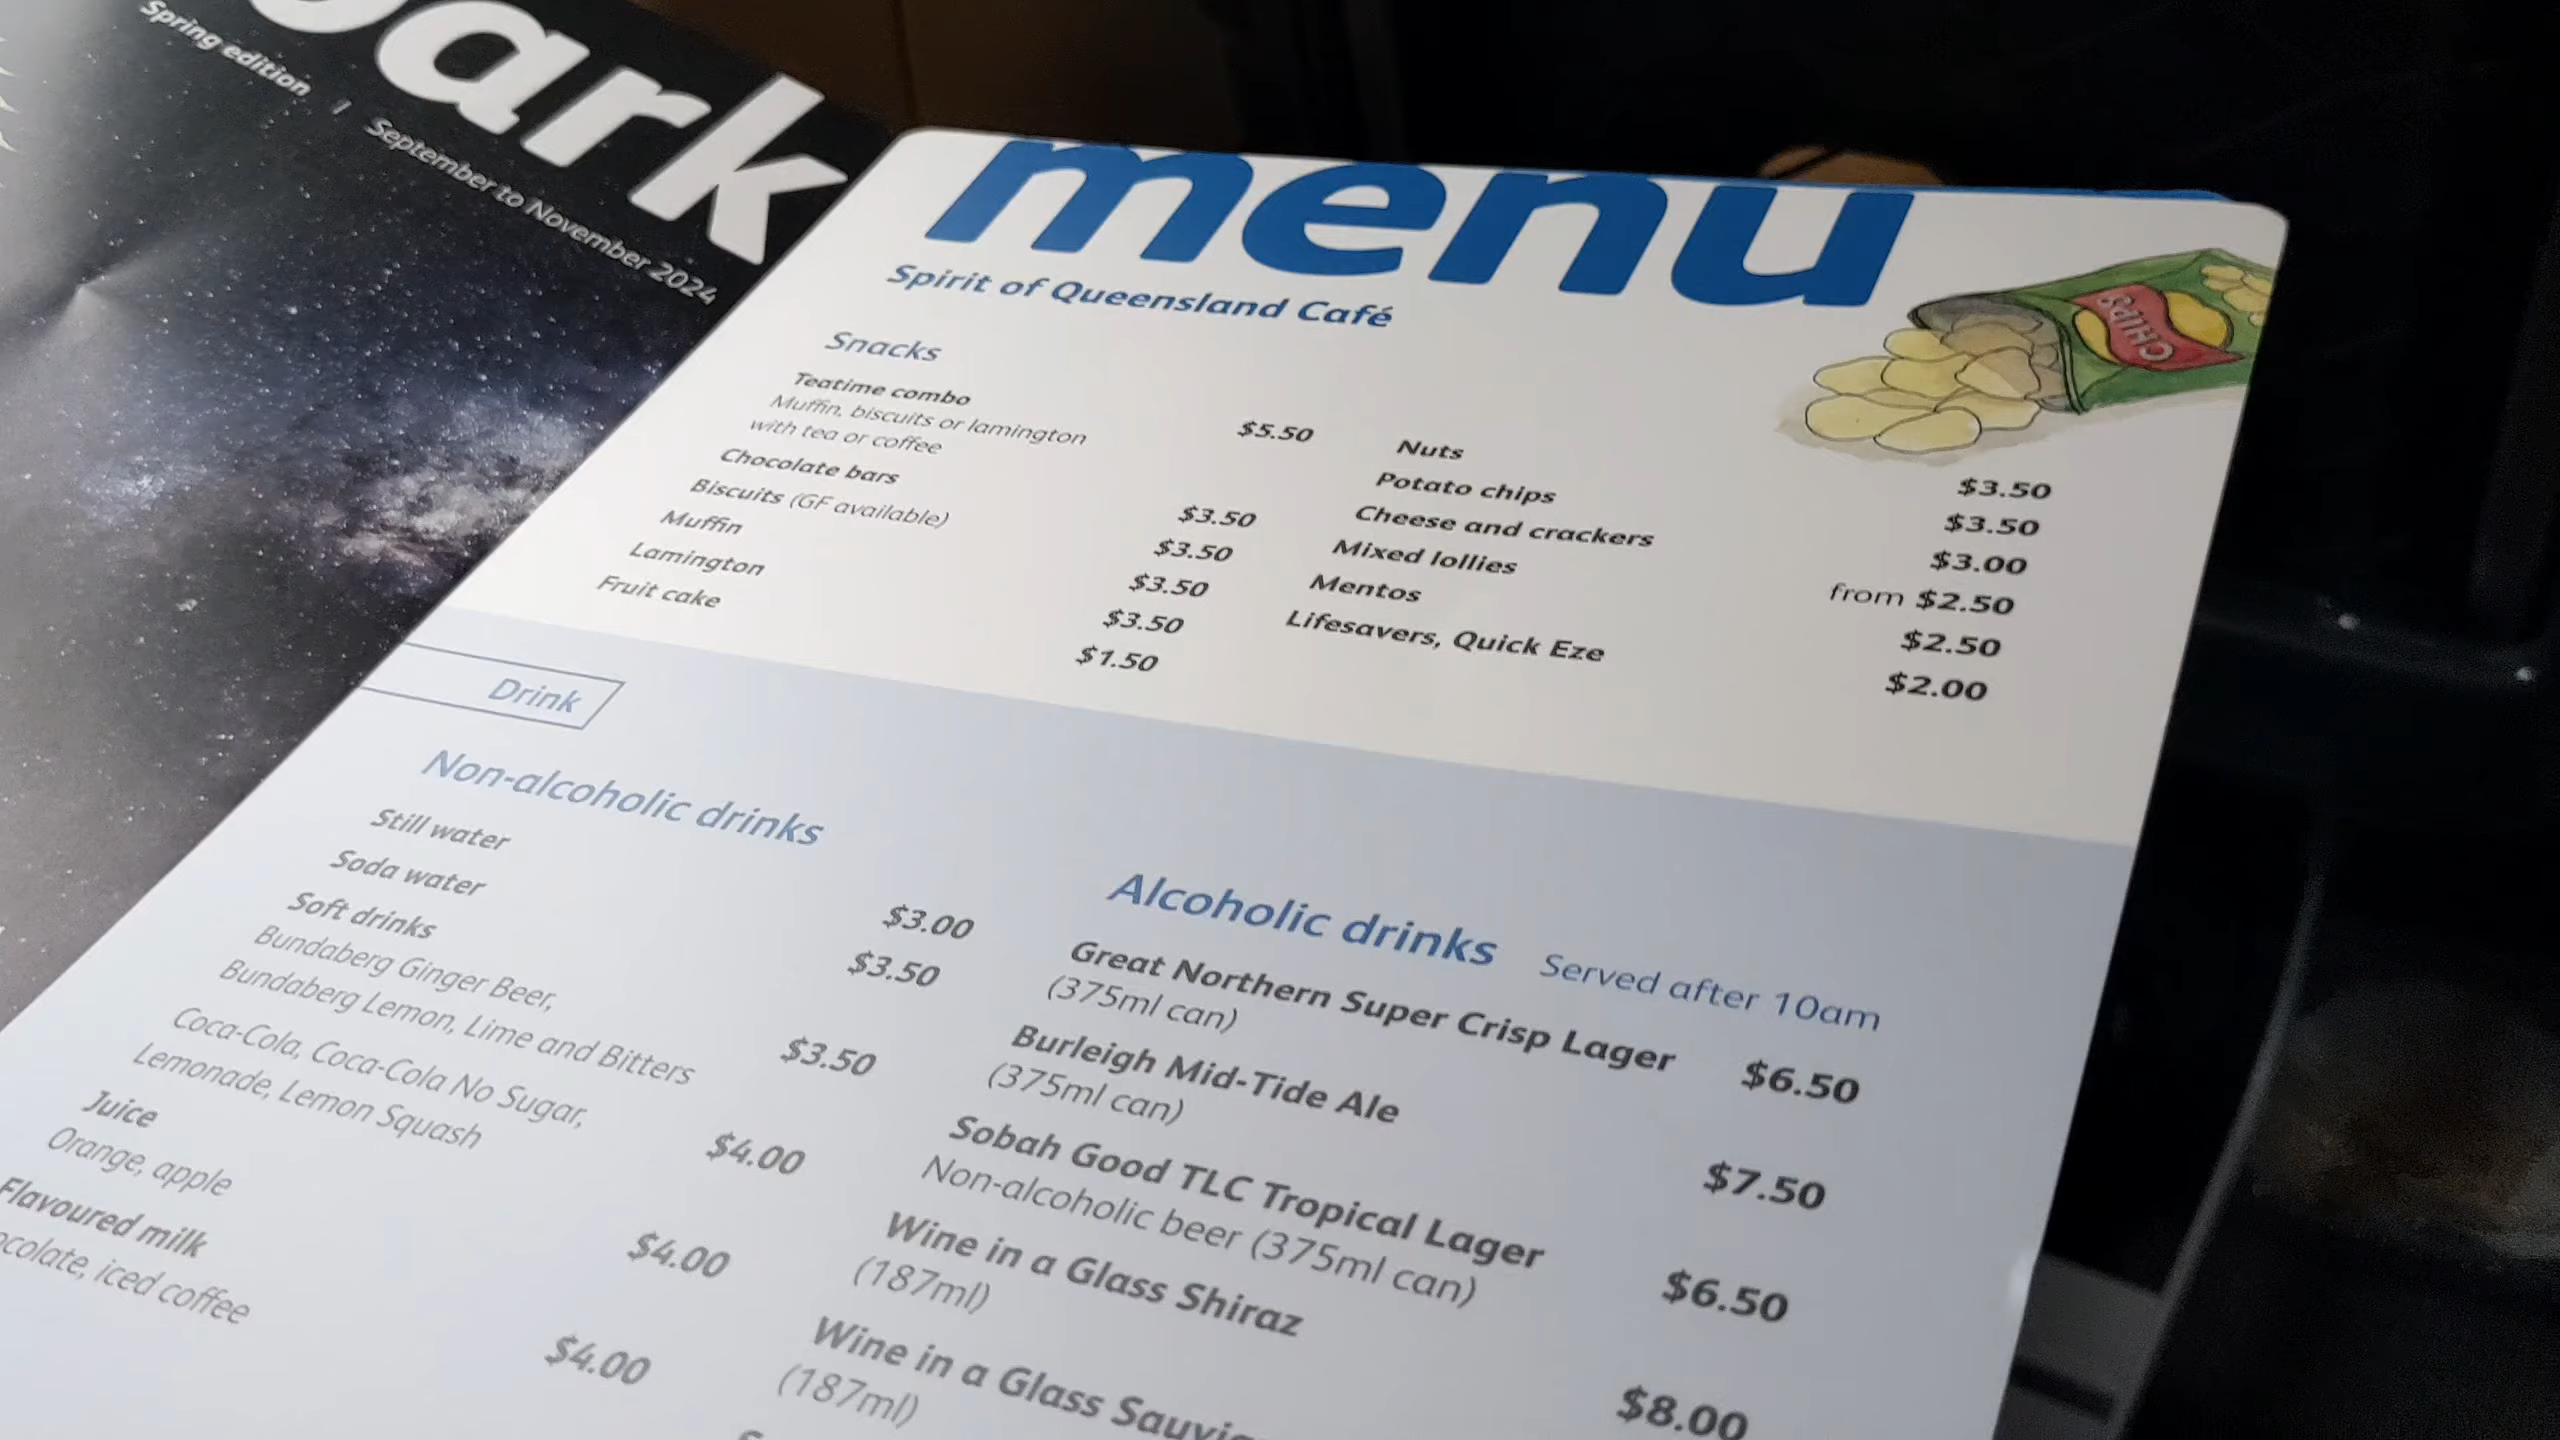 park
Spring edition | September to November 2024
menu
Spirit of Queensland Café
Snacks
Teatime combo $5.50
Muffin, biscuits or lamington
with tea or coffee
Chocolate bars $3.50
Biscuits (GF available) $3.50
Muffin $3.50
Lamington $3.50
Fruit cake $1.50
Nuts $3.50
Potato chips $3.50
Cheese and crackers $3.00
Mixed lollies from $2.50
Mentos $2.50
Lifesavers, Quick Eze $2.00
CHIPS
Drink
Non-alcoholic drinks
Still water $3.00
Soda water $3.50
Soft drinks
Bundaberg Ginger Beer, $3.50
Bundaberg Lemon, Lime and Bitters
Coca-Cola, Coca-Cola No Sugar, $4.00
Lemonade, Lemon Squash
Juice $4.00
Orange, apple
Flavoured milk $4.00
iced coffee
Alcoholic drinks Served after 10am
Great Northern Super Crisp Lager $6.50
(375ml can)
Burleigh Mid-Tide Ale $7.50
(375ml can)
Sobah Good TLC Tropical Lager $6.50
Non-alcoholic beer (375ml can)
Wine in a Glass Shiraz $8.00
(187ml)
Wine in a Glass
(187ml)